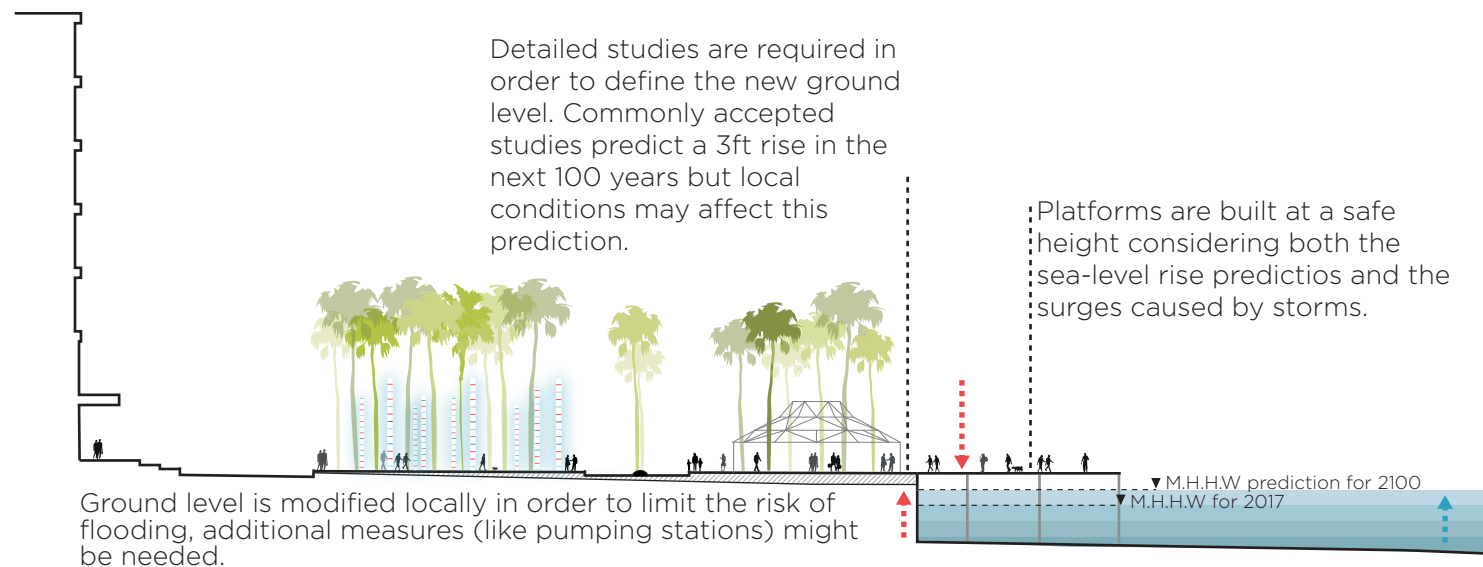 Detailed studies are required in
order to define the new ground
level. Commonly accepted
studies predict a 3ft rise in the
next 100 years but local
conditions may affect this
prediction.
Platforms are built at a safe
height considering both the
sea-level rise predictios and the
surges caused by storms.
M.H.H.W prediction for 2100
M.H.H.W for 2017
Ground level is modified locally in order to limit the risk of
flooding, additional measures (like pumping stations) might
be needed.